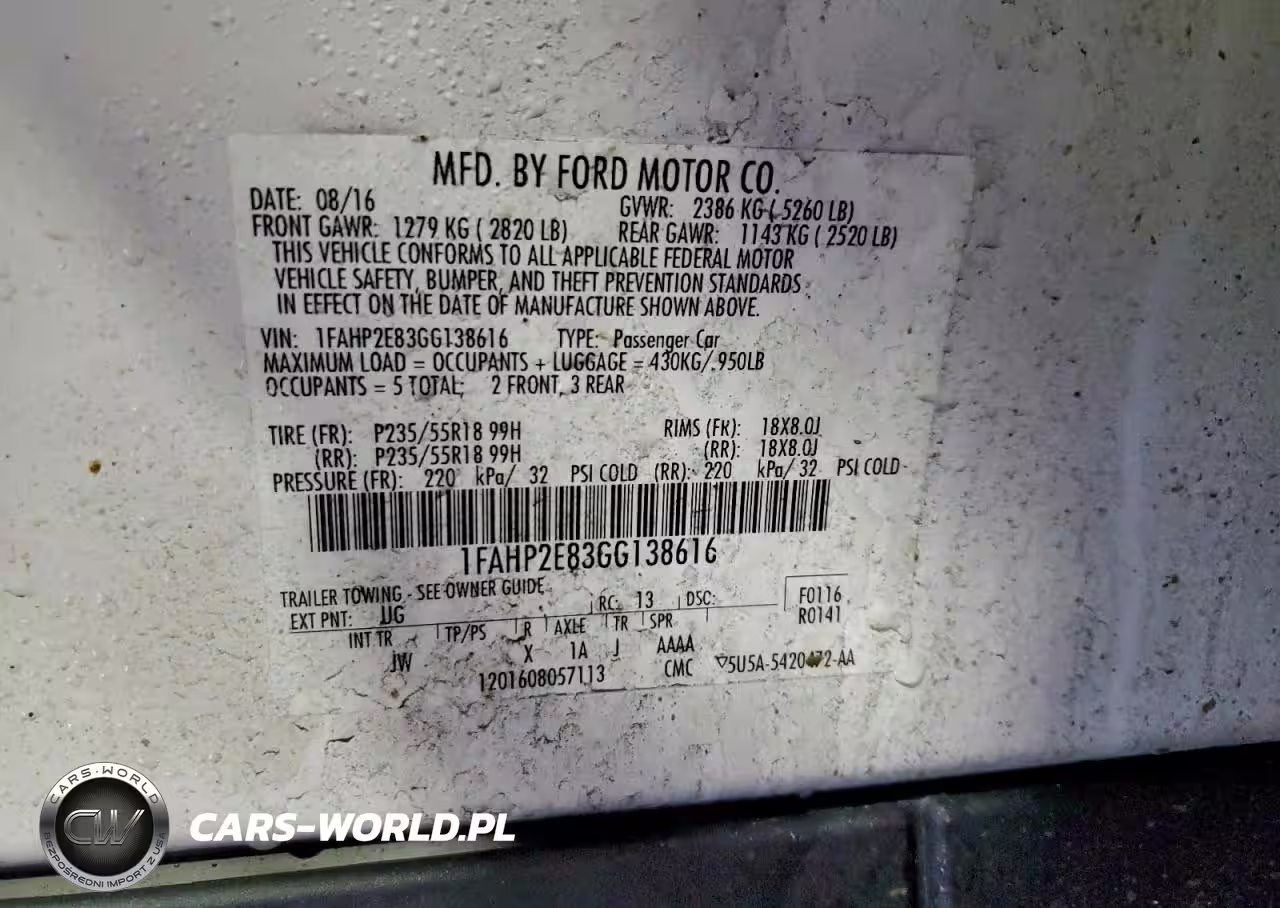 MFD. BY FORD MOTOR CO.
DATE: 08/16 GVWR: 2386 KG ( 5260 LB)
FRONT GAWR: 1279 KG ( 2820 LB) REAR GAWR: 1143 KG ( 2520 LB)
THIS VEHICLE CONFORMS TO ALL APPLICABLE FEDERAL MOTOR
VEHICLE SAFETY, BUMPER, AND THEFT PREVENTION STANDARDS
IN EFFECT ON THE DATE OF MANUFACTURE SHOWN ABOVE.
VIN: 1FAHP2E83GG138616 TYPE: Passenger Car
MAXIMUM LOAD = OCCUPANTS + LUGGAGE = 430KG/ 950LB
OCCUPANTS = 5 TOTAL; 2 FRONT, 3 REAR
TIRE (FR): P235/55R18 99H RIMS (FR): 18X8.0J
(RR): P235/55R18 99H (RR): 18X8.0J
PRESSURE (FR): 220 kPa/ 32 PSI COLD (RR): 220 kPa/ 32 PSI COLD
1FAHP2E83GG138616
TRAILER TOWING - SEE OWNER GUIDE
EXT PNT: UG RC: 13 DSC: F0116
R0141
INT TR TP/PS R AXLE TR SPR
JW X 1A J AAAA
1201608057113 CMC ▽5U5A-5420472-AA
CARS-WORLD
CW
BEZPOŚREDNI IMPORT Z USA
CARS-WORLD.PL